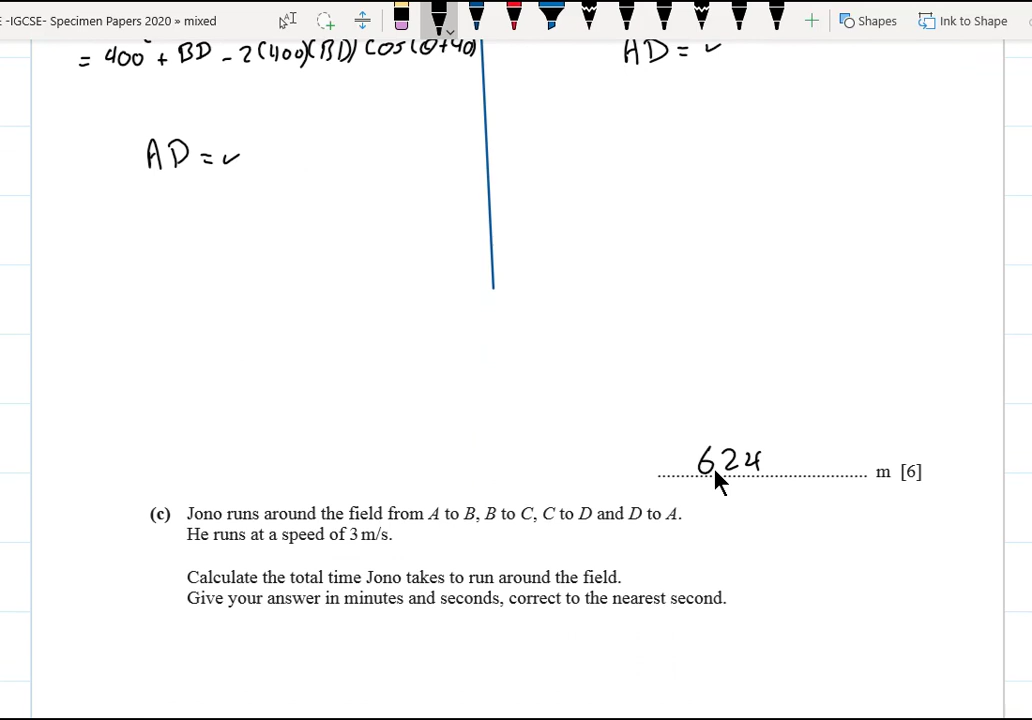 E -IGCSE- Specimen Papers 2020 » mixed
Shapes
Ink to Shape
= 400² + BD - 2(400)(BD) cos(θ+40)
AD = ✓
AD = ✓
624
m [6]
(c) Jono runs around the field from A to B, B to C, C to D and D to A.
He runs at a speed of 3 m/s.
Calculate the total time Jono takes to run around the field.
Give your answer in minutes and seconds, correct to the nearest second.